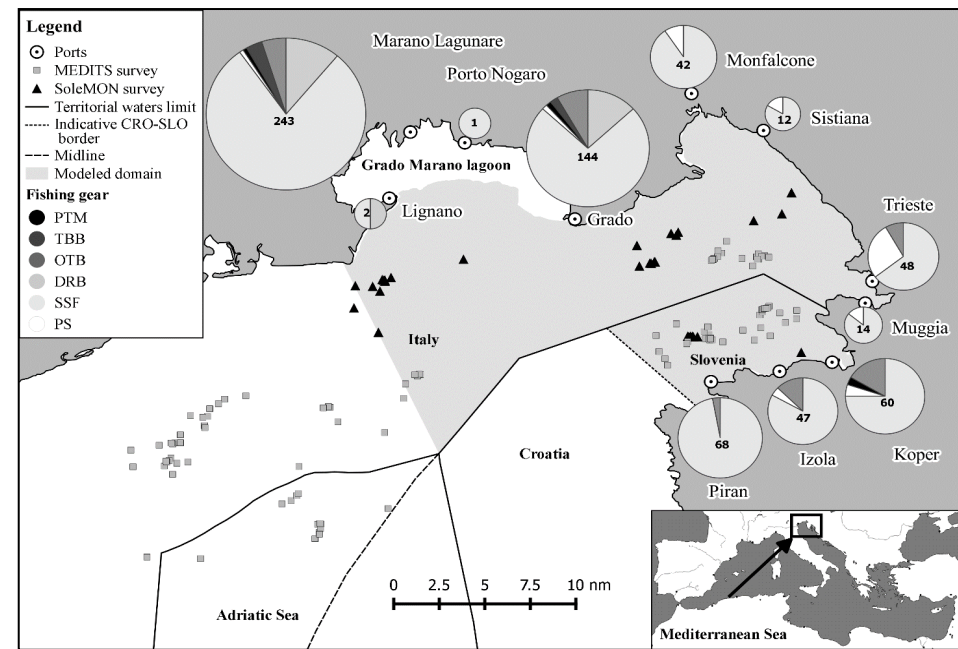 Legend
Ports
MEDITS survey
SoleMON survey
Territorial waters limit
Indicative CRO-SLO
border
Midline
Modeled domain
Fishing gear
PTM
TBB
OTB
DRB
SSF
PS
Marano Lagunare
243
Porto Nogaro
1
Grado Marano lagoon
2
Lignano
144
Grado
42
Monfalcone
12
Sistiana
Trieste
48
14
Muggia
Italy
Slovenia
60
Koper
47
Izola
68
Piran
Croatia
0 2.5 5 7.5 10 nm
Adriatic Sea
Mediterranean Sea